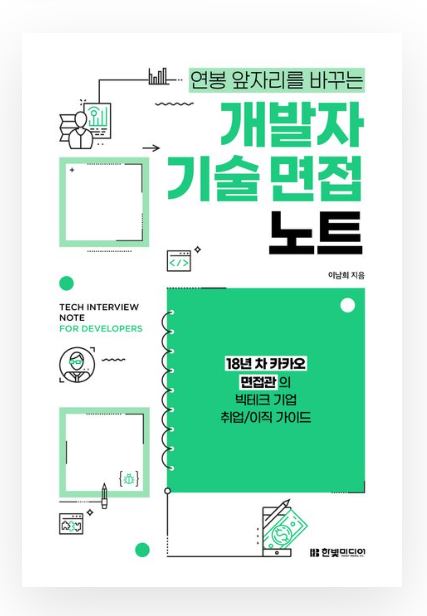 연봉 앞자리를 바꾸는
개발자
기술 면접
노트
이남희 지음
</>
TECH INTERVIEW
NOTE
FOR DEVELOPERS
18년 차 카카오
면접관의
빅테크 기업
취업/이직 가이드
한빛미디어